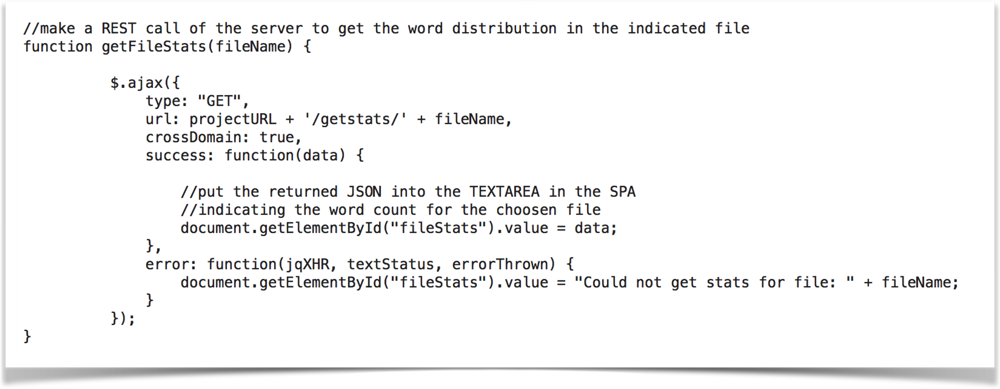 //make a REST call of the server to get the word distribution in the indicated file
function getFileStats(fileName) {
$.ajax({
type: "GET",
url: projectURL + '/getstats/' + fileName,
crossDomain: true,
success: function(data) {
//put the returned JSON into the TEXTAREA in the SPA
//indicating the word count for the choosen file
document.getElementById("fileStats").value = data;
},
error: function(jqXHR, textStatus, errorThrown) {
document.getElementById("fileStats").value = "Could not get stats for file: " + fileName;
}
});
}